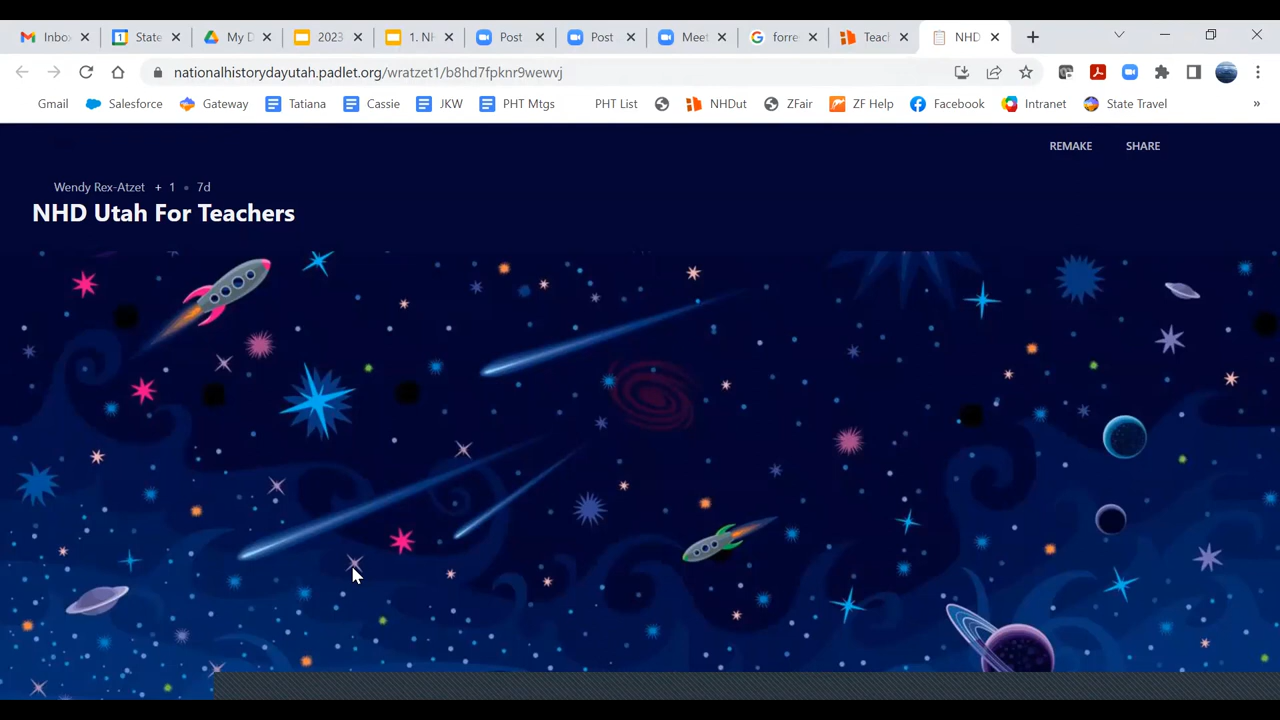 Inbo
State
My D
2023
1. NH
Post
Post
Meet
forre
Teac
NHD
nationalhistorydayutah.padlet.org/watzet1/b8hd7fpknr9wewvj
Gmail
Salesforce
Gateway
Tatiana
Cassie
JKW
PHT Mtgs
PHT List
NHDut
ZFair
ZF Help
Facebook
Intranet
State Travel
»
REMAKE SHARE
Wendy Rex-Atzet + 1 • 7d
NHD Utah For Teachers